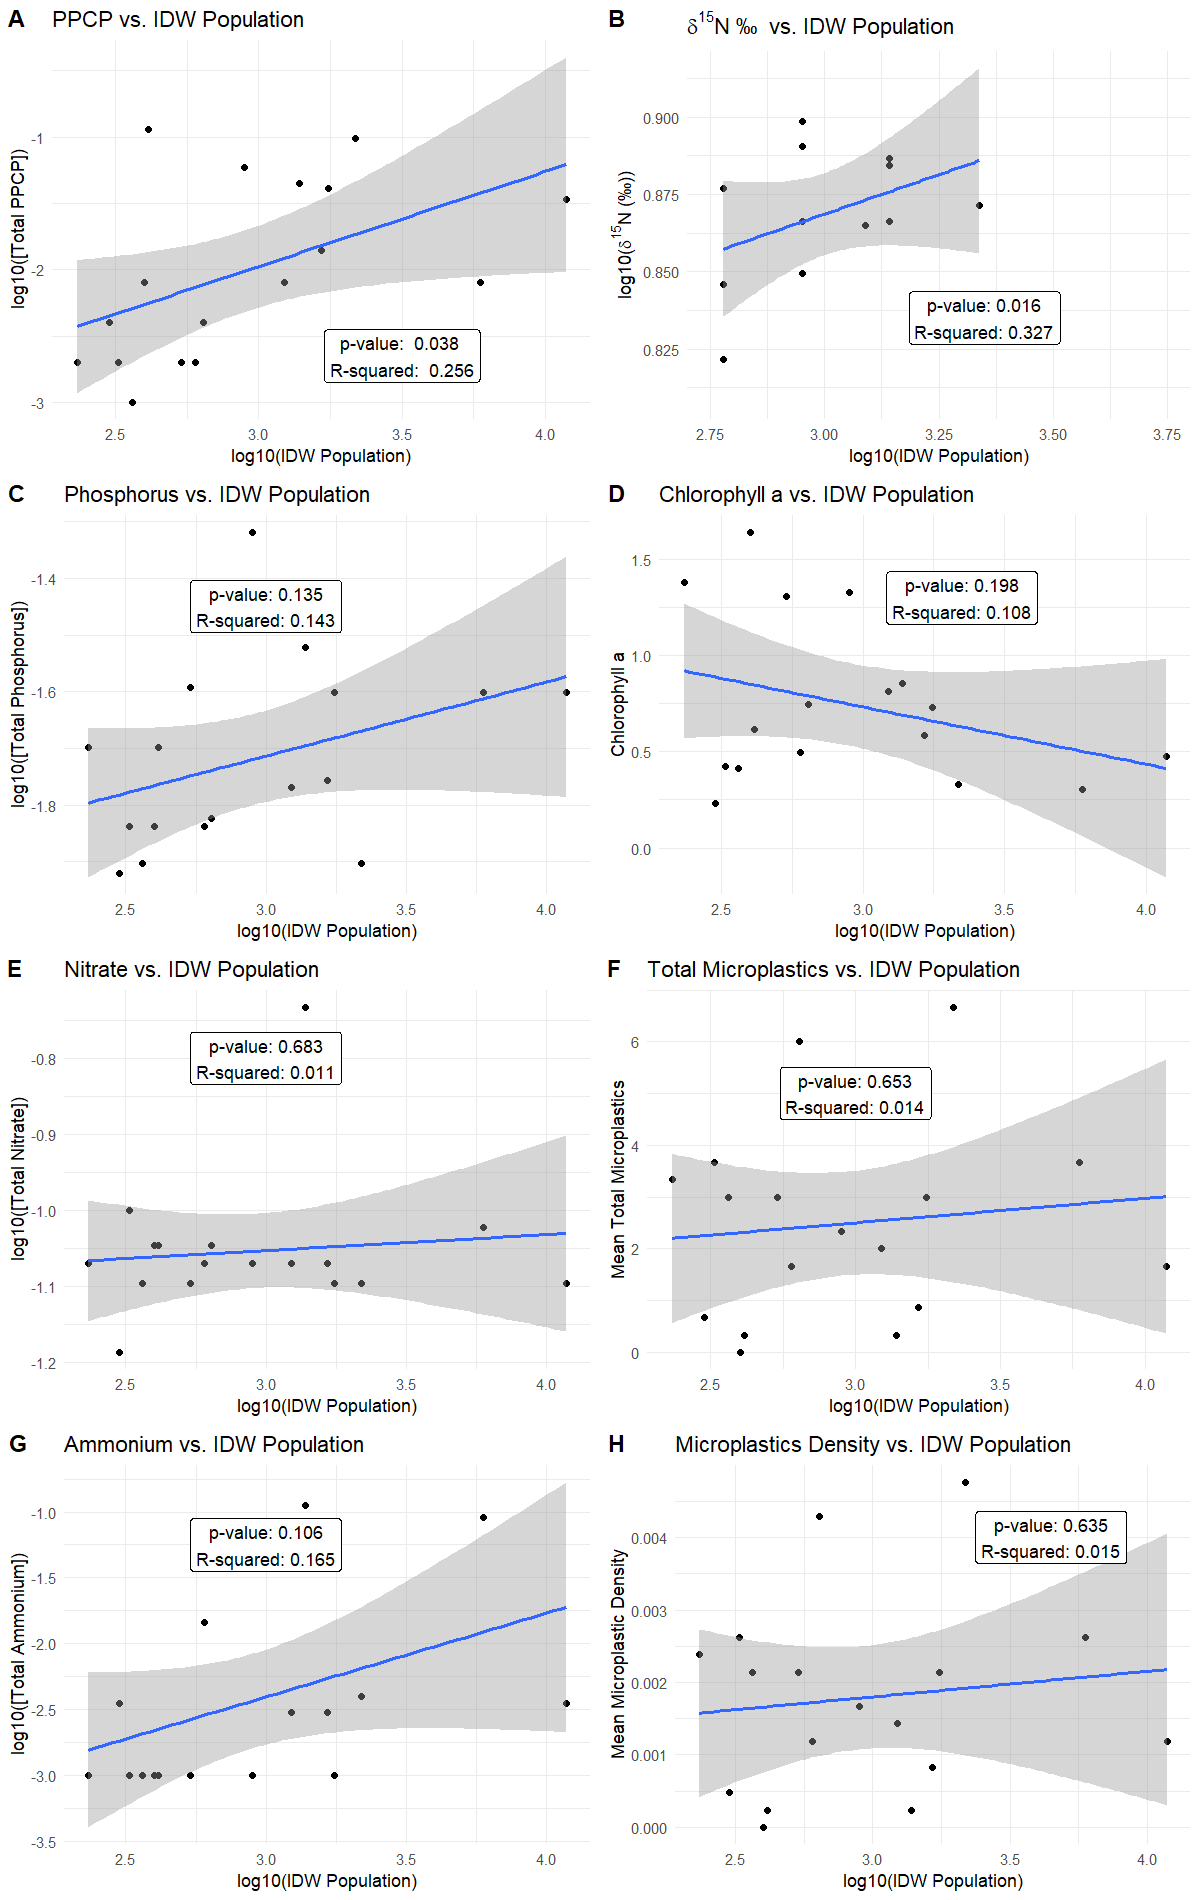 A PPCP vs. IDW Population
log10([Total PPCP])
-1
-2
-3
p-value: 0.038
R-squared: 0.256
2.5 3.0 3.5 4.0
log10(IDW Population)
B δ¹⁵N ‰ vs. IDW Population
log10(δ¹⁵N (‰))
0.900
0.875
0.850
0.825
p-value: 0.016
R-squared: 0.327
2.75 3.00 3.25 3.50 3.75
log10(IDW Population)
C Phosphorus vs. IDW Population
log10([Total Phosphorus])
-1.4
-1.6
-1.8
p-value: 0.135
R-squared: 0.143
2.5 3.0 3.5 4.0
log10(IDW Population)
D Chlorophyll a vs. IDW Population
Chlorophyll a
1.5
1.0
0.5
0.0
p-value: 0.198
R-squared: 0.108
2.5 3.0 3.5 4.0
log10(IDW Population)
E Nitrate vs. IDW Population
log10([Total Nitrate])
-0.8
-0.9
-1.0
-1.1
-1.2
p-value: 0.683
R-squared: 0.011
2.5 3.0 3.5 4.0
log10(IDW Population)
F Total Microplastics vs. IDW Population
Mean Total Microplastics
6
4
2
0
p-value: 0.653
R-squared: 0.014
2.5 3.0 3.5 4.0
log10(IDW Population)
G Ammonium vs. IDW Population
log10([Total Ammonium])
-1.0
-1.5
-2.0
-2.5
-3.0
-3.5
p-value: 0.106
R-squared: 0.165
2.5 3.0 3.5 4.0
log10(IDW Population)
H Microplastics Density vs. IDW Population
Mean Microplastic Density
0.004
0.003
0.002
0.001
0.000
p-value: 0.635
R-squared: 0.015
2.5 3.0 3.5 4.0
log10(IDW Population)